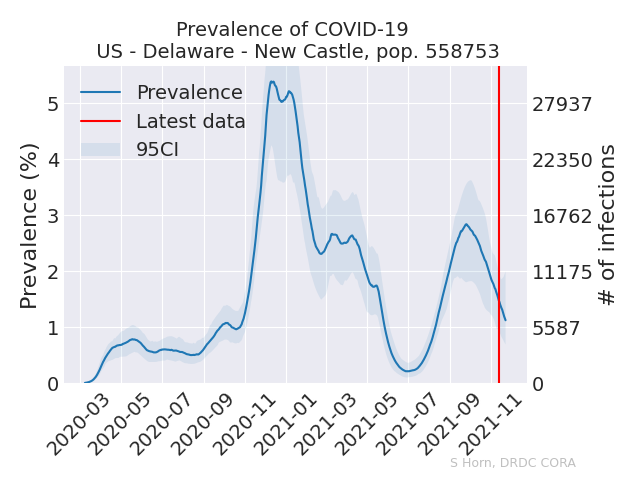 Prevalence of COVID-19
US - Delaware - New Castle, pop. 558753
Prevalence
Latest data
95CI
Prevalence (%)
5
4
3
2
1
0
27937
22350
16762
11175
5587
0
# of infections
2020-03
2020-05
2020-07
2020-09
2020-11
2021-01
2021-03
2021-05
2021-07
2021-09
2021-11
S Horn, DRDC CORA